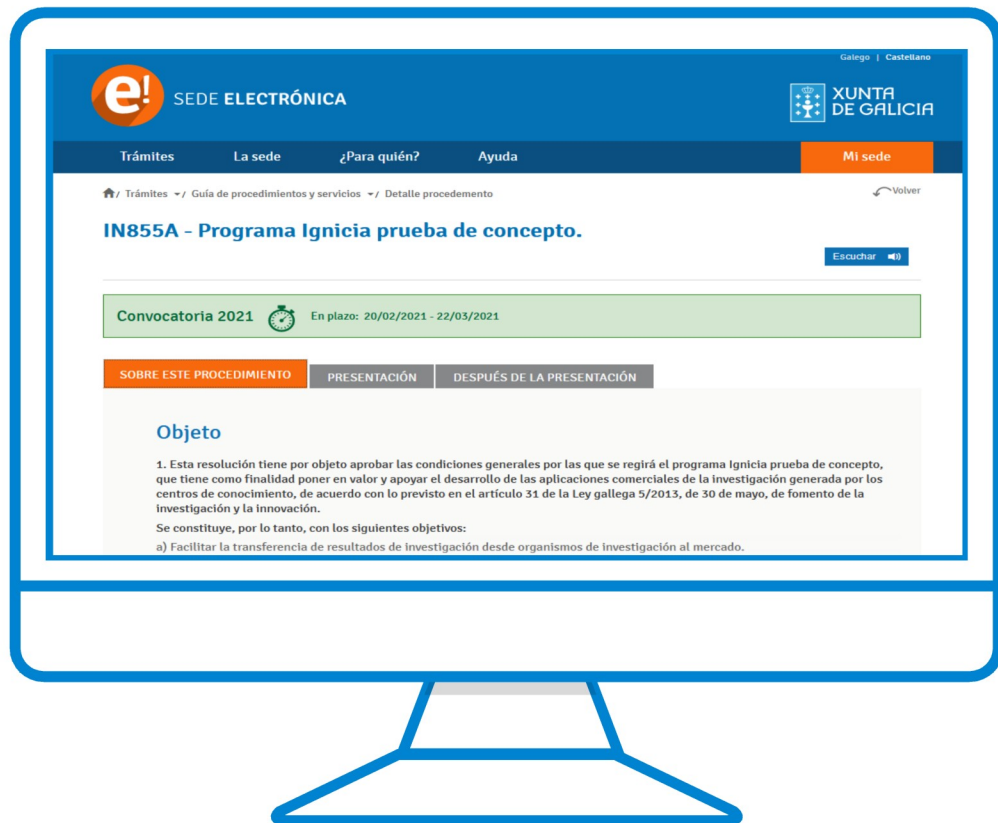 Galego | Castellano
e! SEDE ELECTRÓNICA
XUNTA
DE GALICIA
Trámites La sede ¿Para quién? Ayuda Mi sede
/ Trámites / Guía de procedimientos y servicios / Detalle procedemento
Volver
IN855A - Programa Ignicia prueba de concepto.
Escuchar
Convocatoria 2021 En plazo: 20/02/2021 - 22/03/2021
SOBRE ESTE PROCEDIMIENTO PRESENTACIÓN DESPUÉS DE LA PRESENTACIÓN
Objeto
1. Esta resolución tiene por objeto aprobar las condiciones generales por las que se regirá el programa Ignicia prueba de concepto,
que tiene como finalidad poner en valor y apoyar el desarrollo de las aplicaciones comerciales de la investigación generada por los
centros de conocimiento, de acuerdo con lo previsto en el artículo 31 de la Ley gallega 5/2013, de 30 de mayo, de fomento de la
investigación y la innovación.
Se constituye, por lo tanto, con los siguientes objetivos:
a) Facilitar la transferencia de resultados de investigación desde organismos de investigación al mercado.